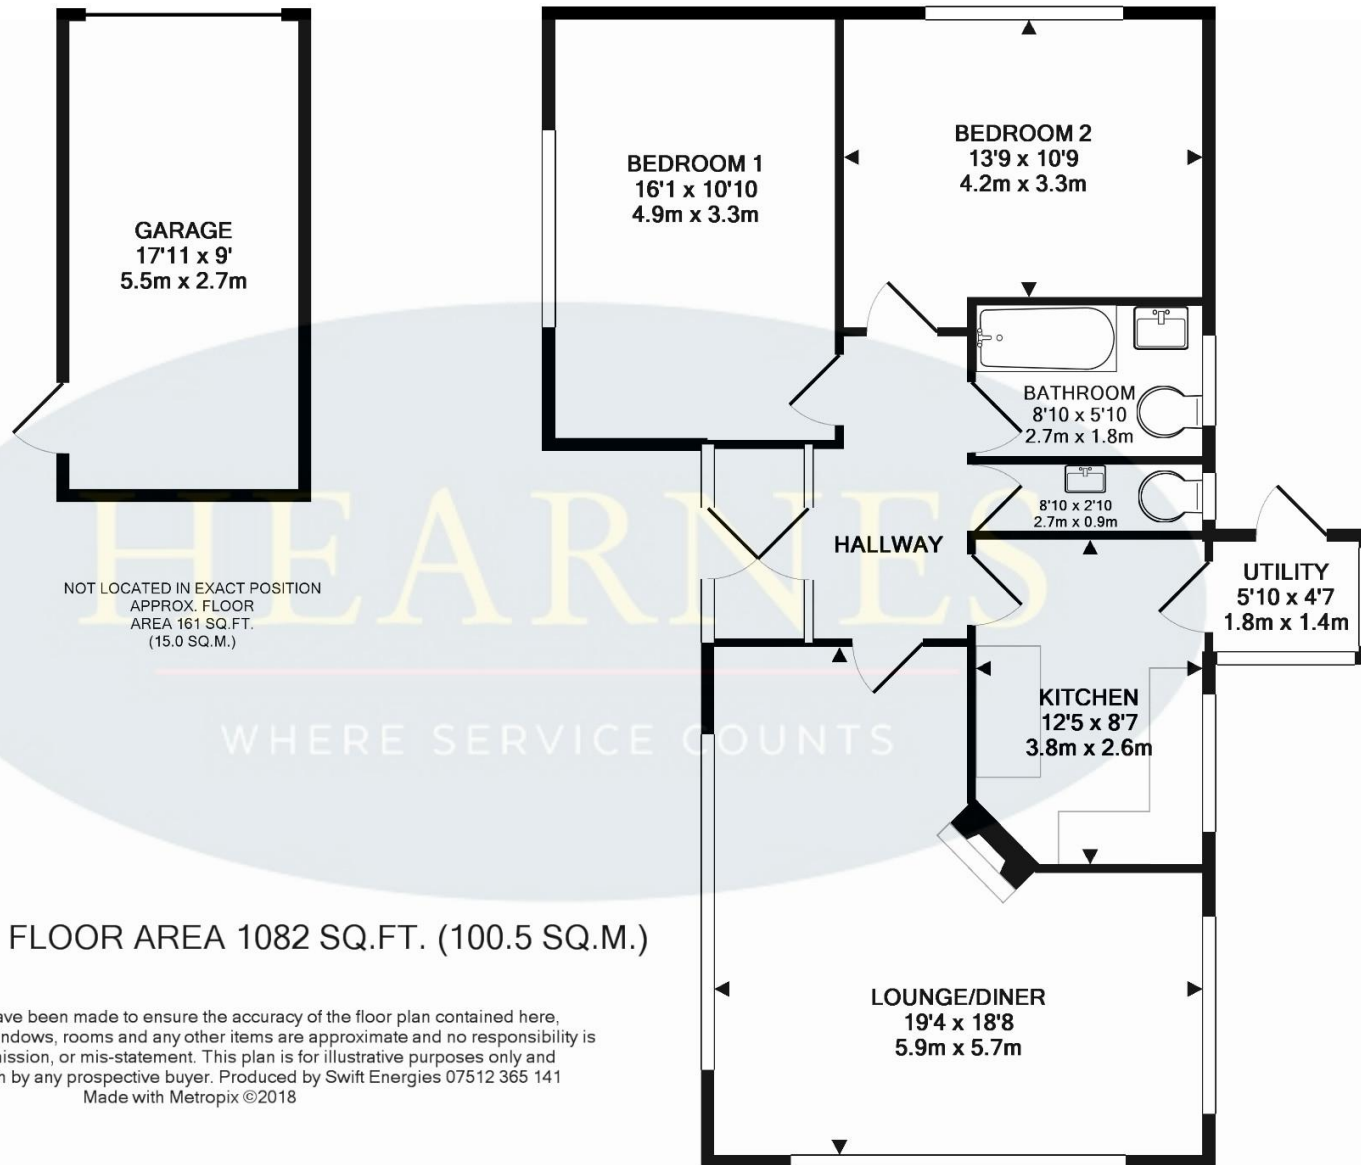 GARAGE
17'11 x 9'
5.5m x 2.7m
NOT LOCATED IN EXACT POSITION
APPROX. FLOOR
AREA 161 SQ.FT.
(15.0 SQ.M.)
BEDROOM 1
16'1 x 10'10
4.9m x 3.3m
BEDROOM 2
13'9 x 10'9
4.2m x 3.3m
BATHROOM
8'10 x 5'10
2.7m x 1.8m
8'10 x 2'10
2.7m x 0.9m
HALLWAY
UTILITY
5'10 x 4'7
1.8m x 1.4m
KITCHEN
12'5 x 8'7
3.8m x 2.6m
LOUNGE/DINER
19'4 x 18'8
5.9m x 5.7m
HEARNES
WHERE SERVICE COUNTS
FLOOR AREA 1082 SQ.FT. (100.5 SQ.M.)
have been made to ensure the accuracy of the floor plan contained here,
rooms and any other items are approximate and no responsibility is
or mis-statement. This plan is for illustrative purposes only and
by any prospective buyer. Produced by Swift Energies 07512 365 141
Made with Metropix ©2018